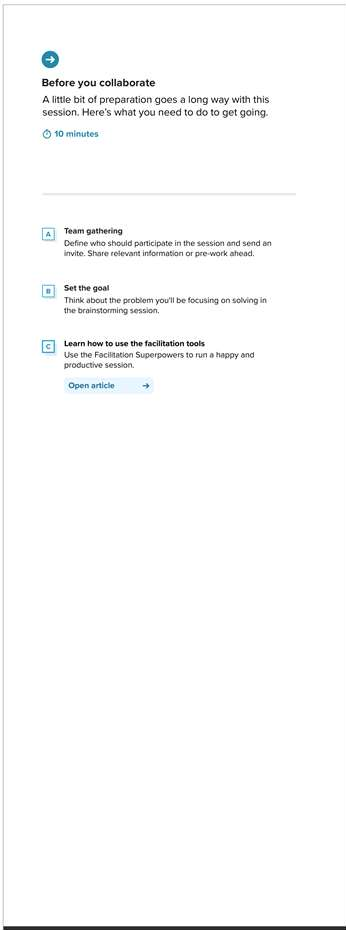 Before you collaborate
A little bit of preparation goes a long way with this
session. Here's what you need to do to get going.
10 minutes
A
Team gathering
Define who should participate in the session and send an
invite. Share relevant information or pre-work ahead.
B
Set the goal
Think about the problem you'll be focusing on solving in
the brainstorming session.
C
Learn how to use the facilitation tools
Use the Facilitation Superpowers to run a happy and
productive session.
Open article